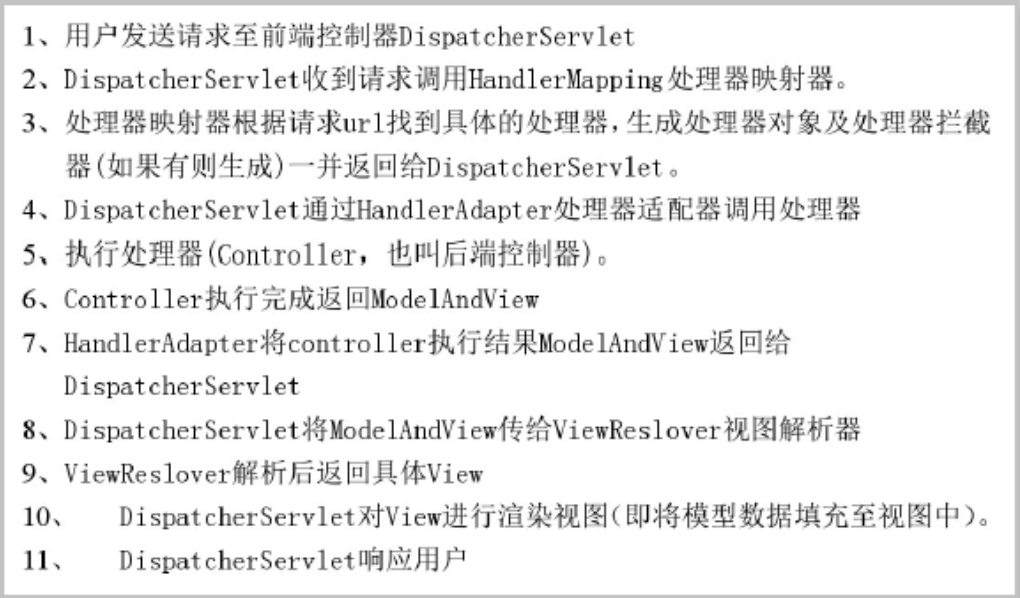 1、用户发送请求至前端控制器DispatcherServlet
2、DispatcherServlet收到请求调用HandlerMapping处理器映射器。
3、处理器映射器根据请求url找到具体的处理器,生成处理器对象及处理器拦截
器(如果有则生成)一并返回给DispatcherServlet。
4、DispatcherServlet通过HandlerAdapter处理器适配器调用处理器
5、执行处理器(Controller，也叫后端控制器)。
6、Controller执行完成返回ModelAndView
7、HandlerAdapter将controller执行结果ModelAndView返回给
DispatcherServlet
8、DispatcherServlet将ModelAndView传给ViewReslover视图解析器
9、ViewReslover解析后返回具体View
10、 DispatcherServlet对View进行渲染视图(即将模型数据填充至视图中)。
11、 DispatcherServlet响应用户